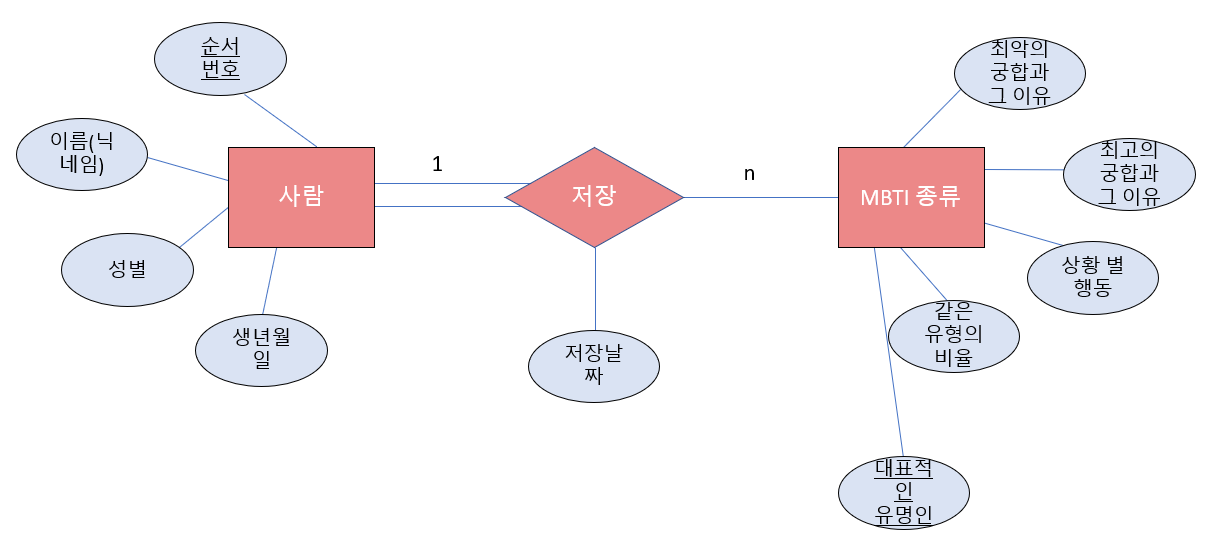 순서
번호
이름(닉
네임)
성별
생년월
일
사람
1
저장
저장날
짜
n
MBTI 종류
최악의
궁합과
그 이유
최고의
궁합과
그 이유
상황 별
행동
같은
유형의
비율
대표적
인
유명인